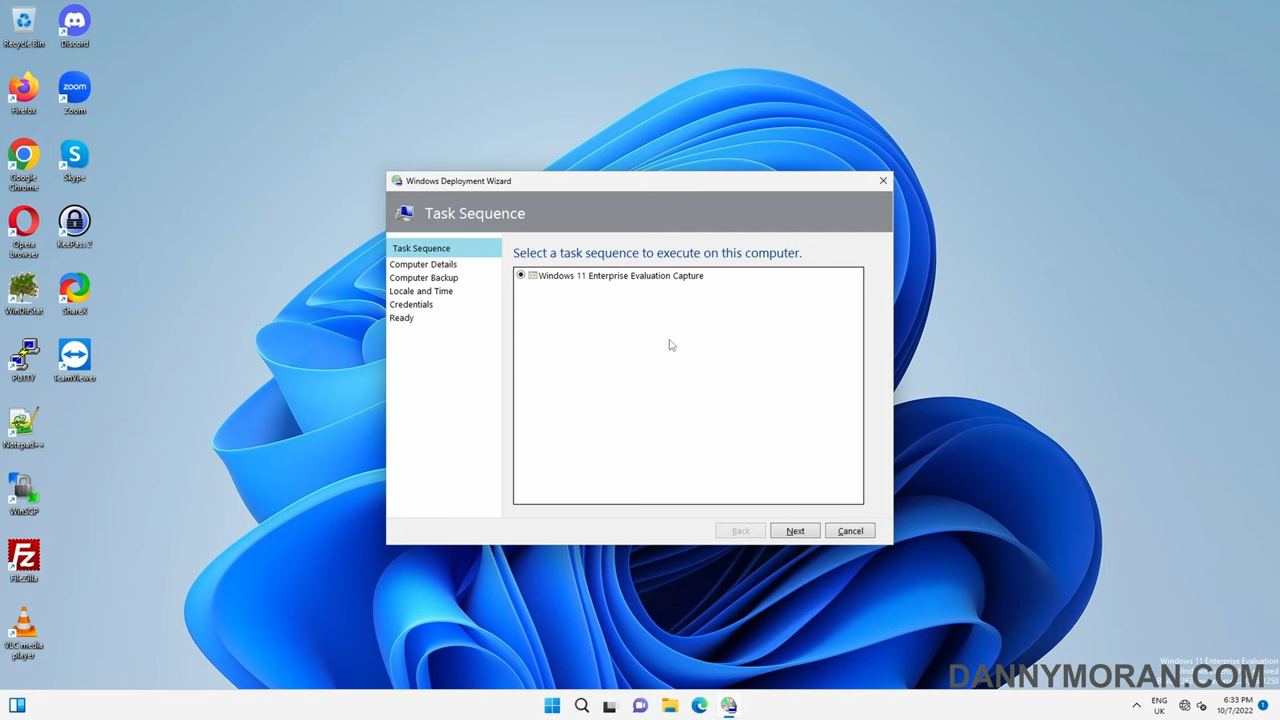 Recycle Bin
Discord
Firefox
Zoom
zoom
Google
Chrome
Skype
Opera
browser
KeePass 2
WinDirStat
ShareX
PuTTY
TeamViewer
Notepad++
WinSCP
FileZilla
VLC media
player
Windows Deployment Wizard
Task Sequence
Task Sequence
Computer Details
Computer Backup
Locale and Time
Credentials
Ready
Select a task sequence to execute on this computer.
Windows 11 Enterprise Evaluation Capture
Back
Next
Cancel
Windows 11 Enterprise Evaluation
DANNYMORAN.COM
ENG
UK
6:33 PM
10/7/2022
1